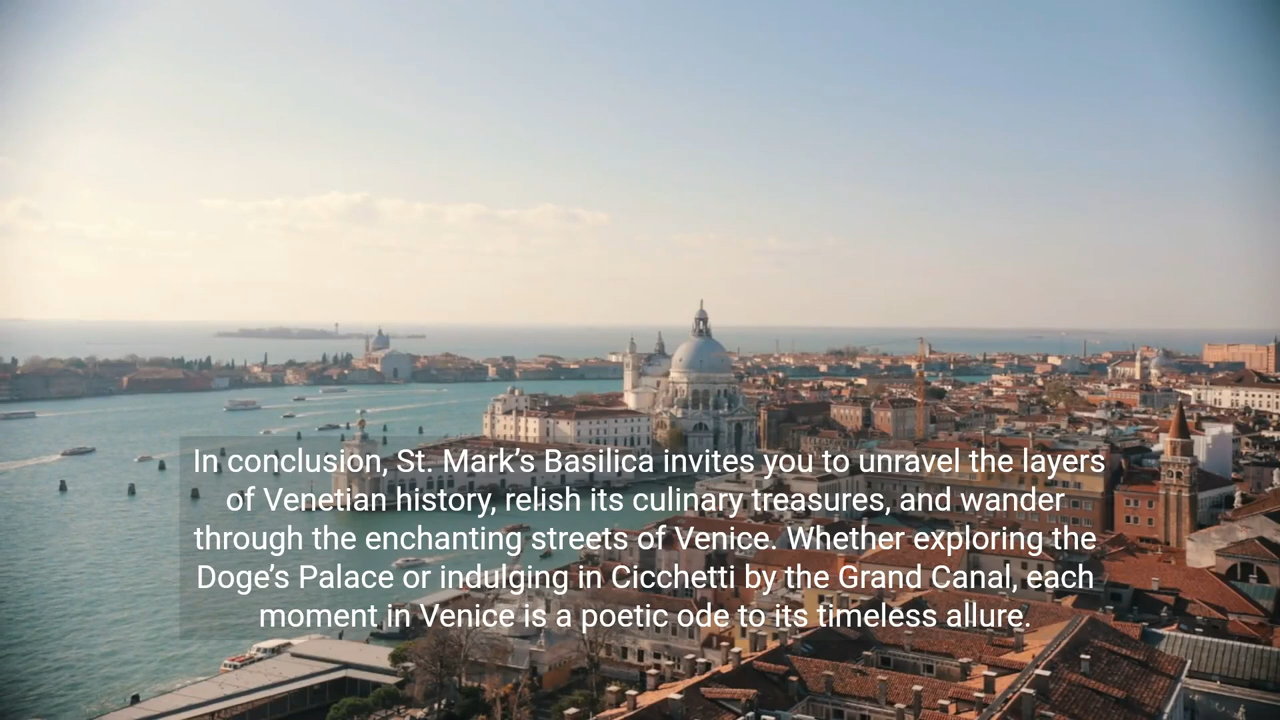 In conclusion, St. Mark’s Basilica invites you to unravel the layers
of Venetian history, relish its culinary treasures, and wander
through the enchanting streets of Venice. Whether exploring the
Doge’s Palace or indulging in Cicchetti by the Grand Canal, each
moment in Venice is a poetic ode to its timeless allure.